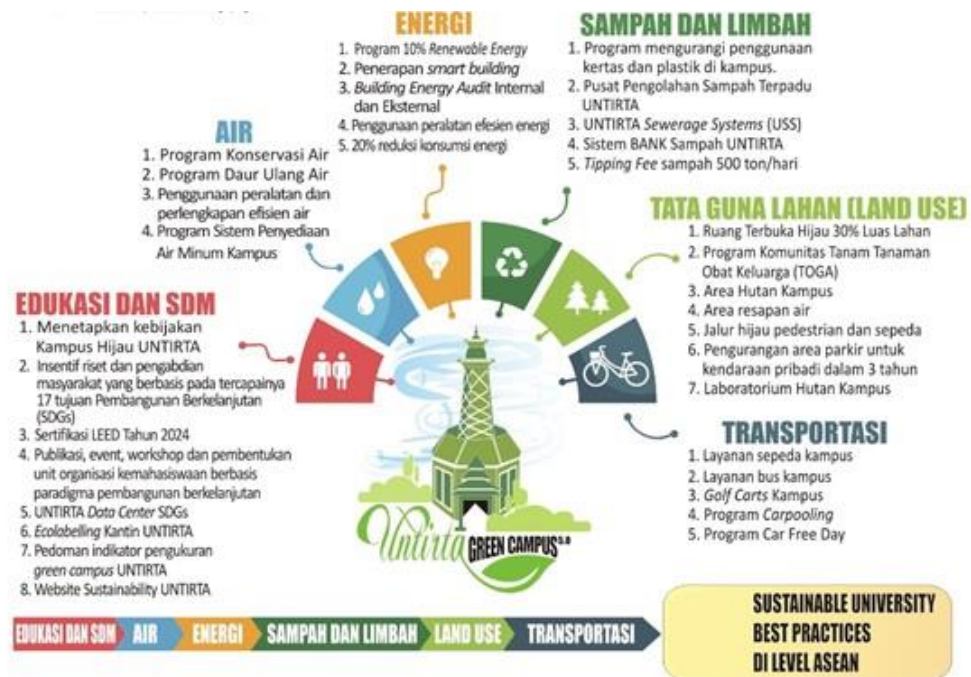 ENERGI
1. Program 10% Renewable Energy
2. Penerapan smart building
3. Building Energy Audit Internal
dan Eksternal
4. Penggunaan peralatan efesien energi
5. 20% reduksi konsumsi energi
SAMPAH DAN LIMBAH
1. Program mengurangi penggunaan
kertas dan plastik di kampus.
2. Pusat Pengolahan Sampah Terpadu
UNTIRTA
3. UNTIRTA Sewerage Systems (USS)
4. Sistem BANK Sampah UNTIRTA
5. Tipping Fee sampah 500 ton/hari
AIR
1. Program Konservasi Air
2. Program Daur Ulang Air
3. Penggunaan peralatan dan
perlengkapan efisien air
4. Program Sistem Penyediaan
Air Minum Kampus
TATA GUNA LAHAN (LAND USE)
1. Ruang Terbuka Hijau 30% Luas Lahan
2. Program Komunitas Tanam Tanaman
Obat Keluarga (TOGA)
3. Area Hutan Kampus
4. Area resapan air
5. Jalur hijau pedestrian dan sepeda
6. Pengurangan area parkir untuk
kendaraan pribadi dalam 3 tahun
7. Laboratorium Hutan Kampus
EDUKASI DAN SDM
1. Menetapkan kebijakan
Kampus Hijau UNTIRTA
2. Insentif riset dan pengabdian
masyarakat yang berbasis pada tercapainya
17 tujuan Pembangunan Berkelanjutan
(SDGs)
3. Sertifikasi LEED Tahun 2024
4. Publikasi, event, workshop dan pembentukan
unit organisasi kemahasiswaan berbasis
paradigma pembangunan berkelanjutan
5. UNTIRTA Data Center SDGs
6. Ecolabelling Kantin UNTIRTA
7. Pedoman indikator pengukuran
green campus UNTIRTA
8. Website Sustainability UNTIRTA
TRANSPORTASI
1. Layanan sepeda kampus
2. Layanan bus kampus
3. Golf Carts Kampus
4. Program Carpooling
5. Program Car Free Day
Untirta GREEN CAMPUS 5.0
EDUKASI DAN SDM AIR ENERGI SAMPAH DAN LIMBAH LAND USE TRANSPORTASI
SUSTAINABLE UNIVERSITY
BEST PRACTICES
DI LEVEL ASEAN